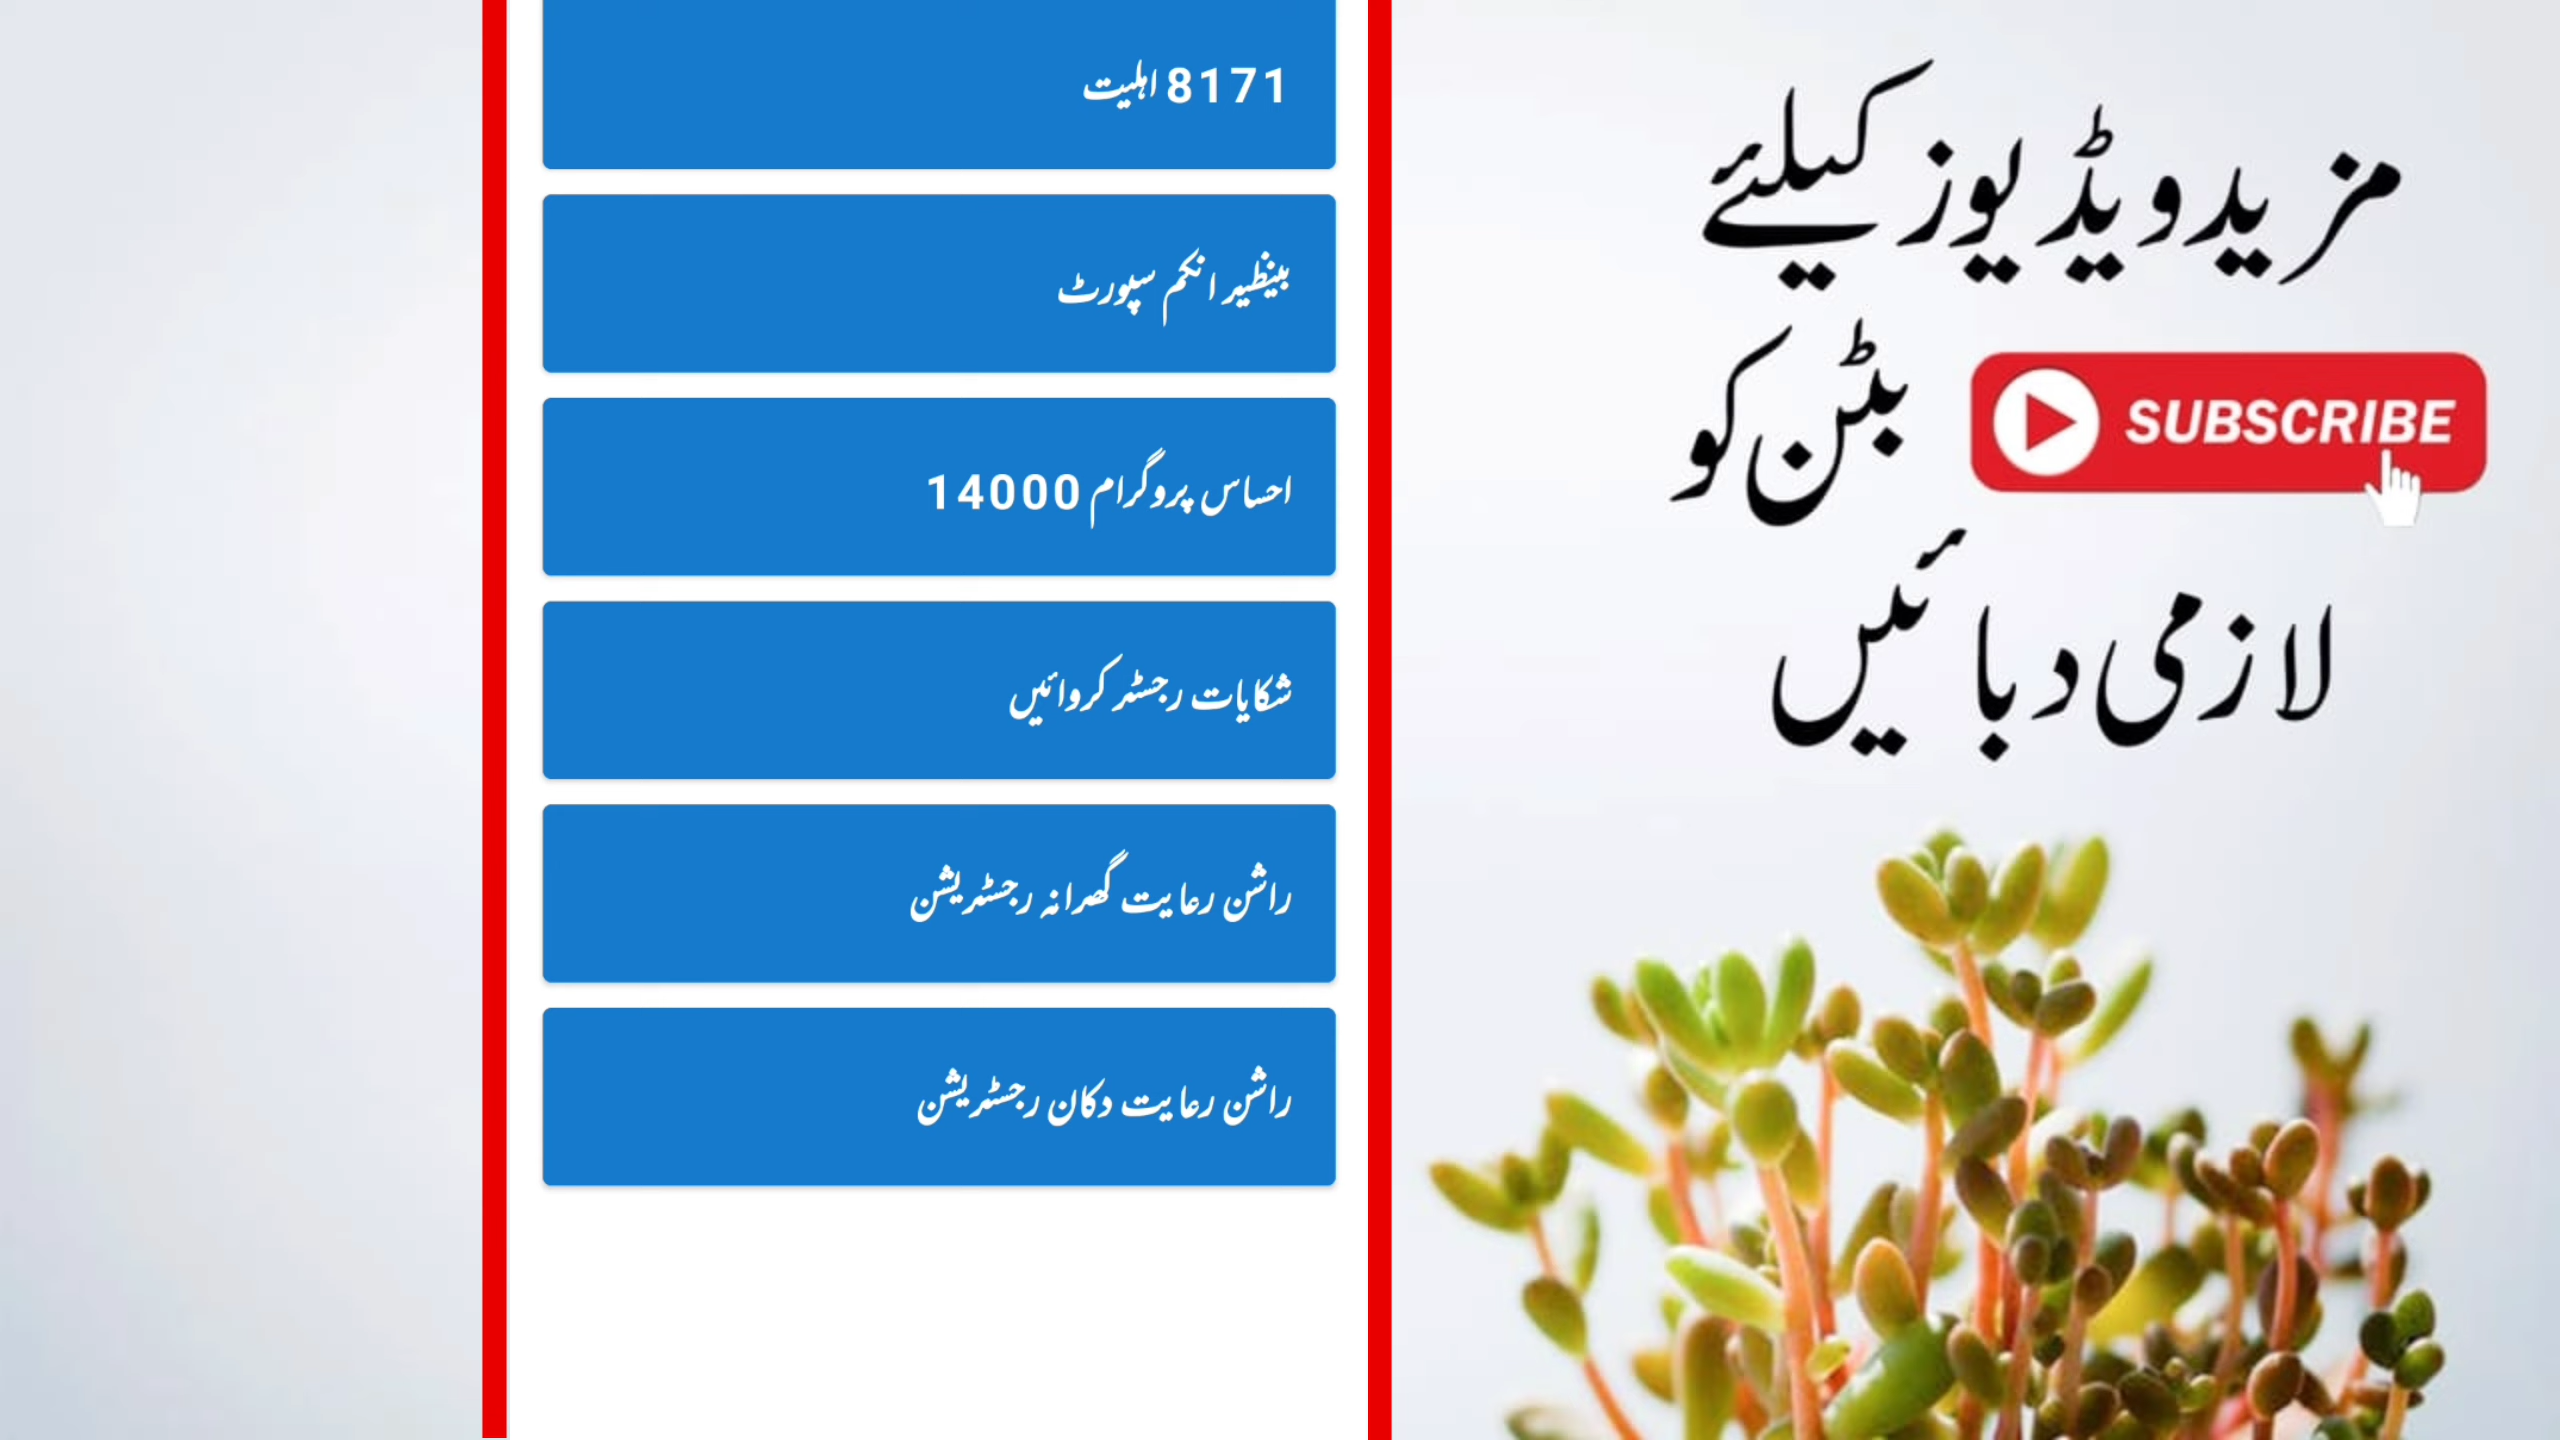 8171 اہلیت
بینظیر انکم سپورٹ
احساس پروگرام 14000
شکایات رجسٹر کروائیں
راشن رعایت گھرانہ رجسٹریشن
راشن رعایت دکان رجسٹریشن
مزید ویڈیوز کیلئے
SUBSCRIBE بٹن کو
لازمی دبائیں